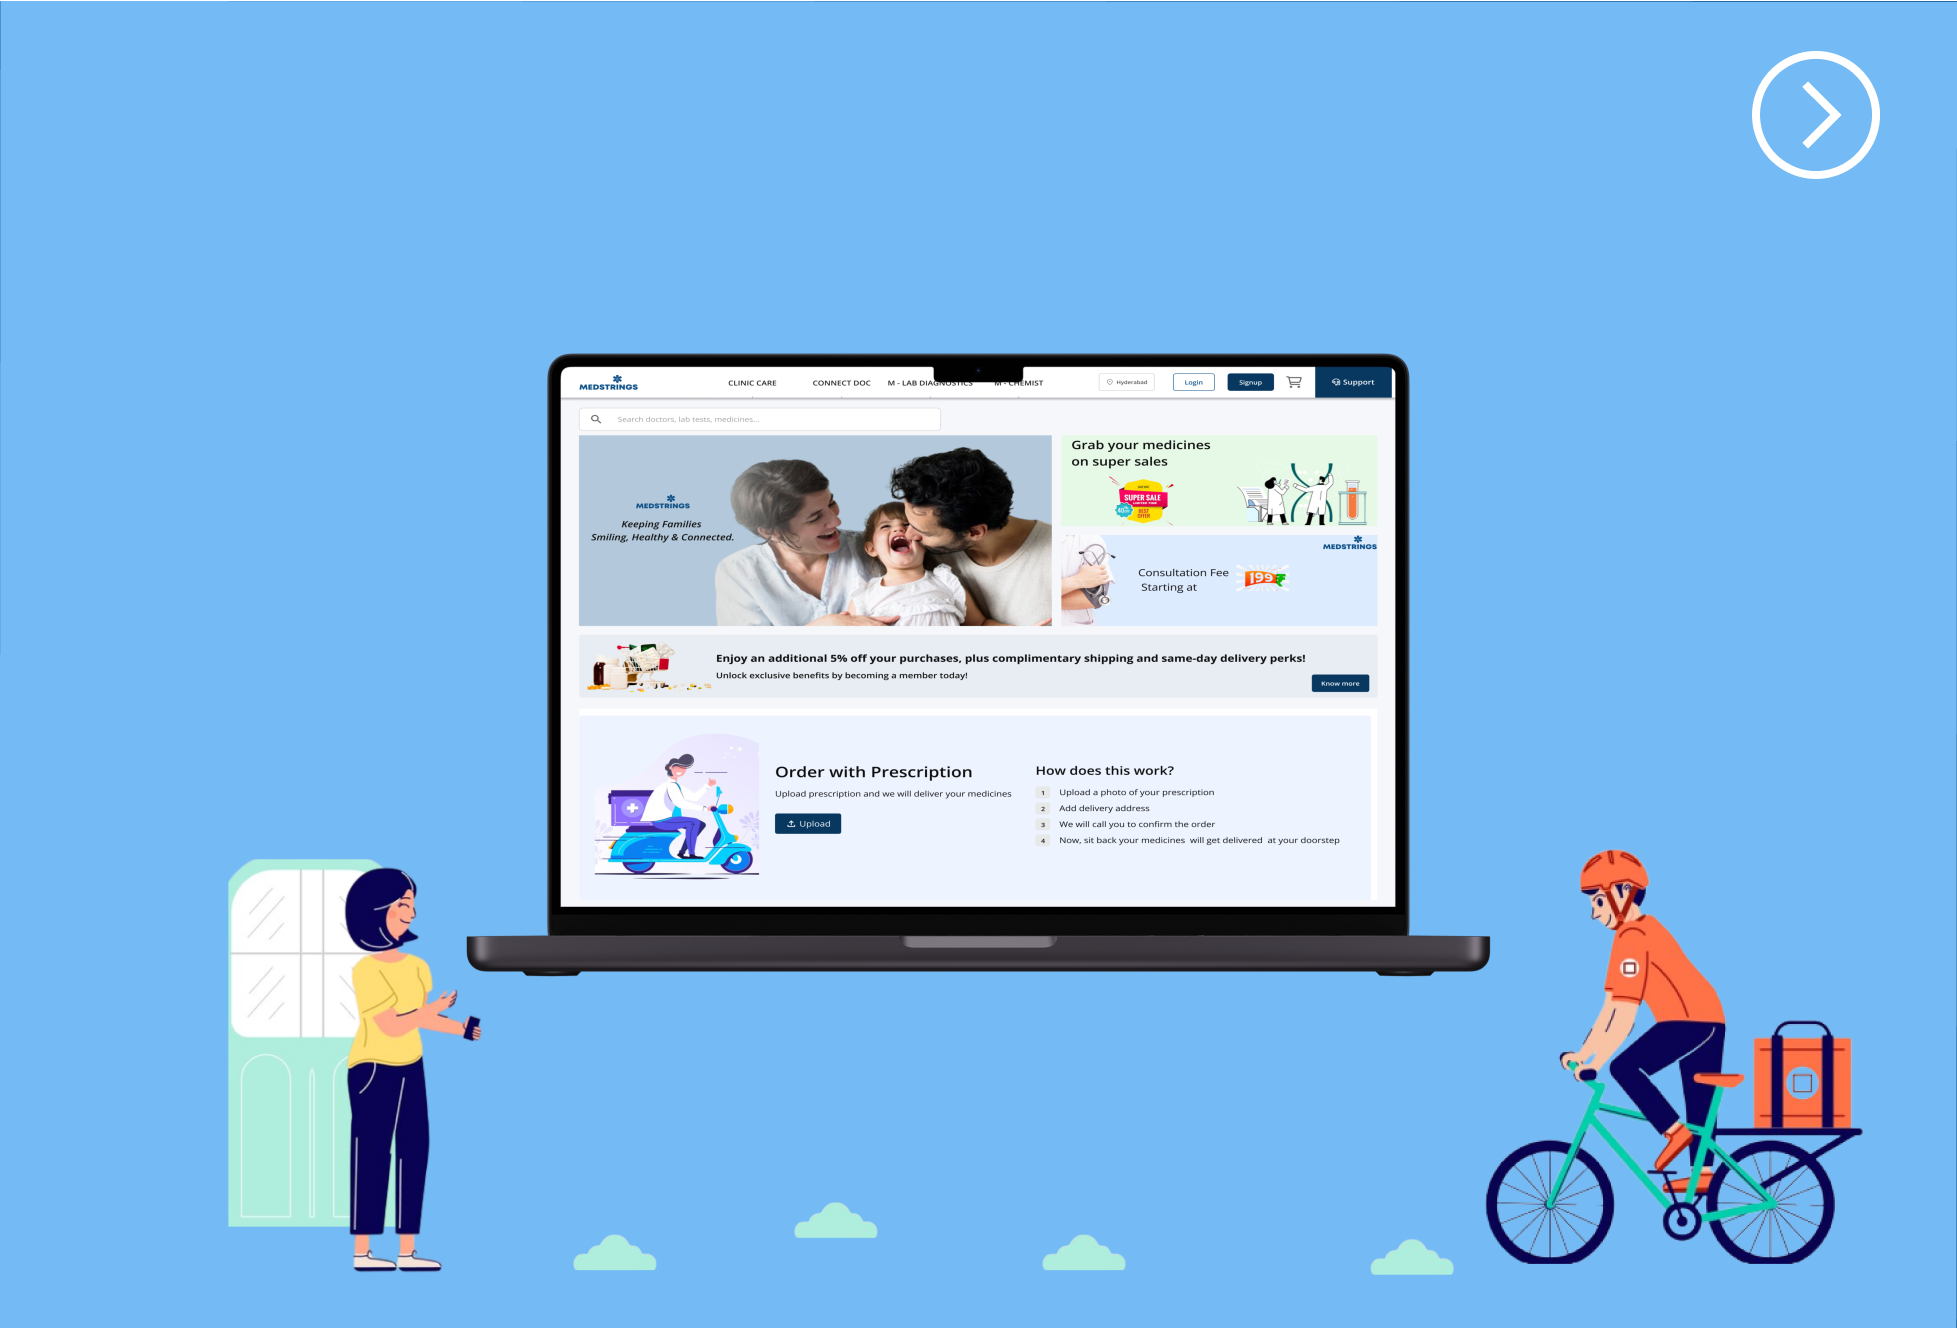 MEDSTRINGS
CLINIC CARE
CONNECT DOC
M - LAB DIAGNOSTICS
M - CHEMIST
Hyderabad
Login
Signup
Support
Search doctors, lab tests, medicines...
MEDSTRINGS
Keeping Families
Smiling, Healthy & Connected.
Grab your medicines
on super sales
SUPER SALE
LIMITED TIME
BEST
OFFER
MEDSTRINGS
Consultation Fee
Starting at
199₹
Enjoy an additional 5% off your purchases, plus complimentary shipping and same-day delivery perks!
Unlock exclusive benefits by becoming a member today!
Know more
Order with Prescription
Upload prescription and we will deliver your medicines
Upload
How does this work?
1 Upload a photo of your prescription
2 Add delivery address
3 We will call you to confirm the order
4 Now, sit back your medicines will get delivered at your doorstep